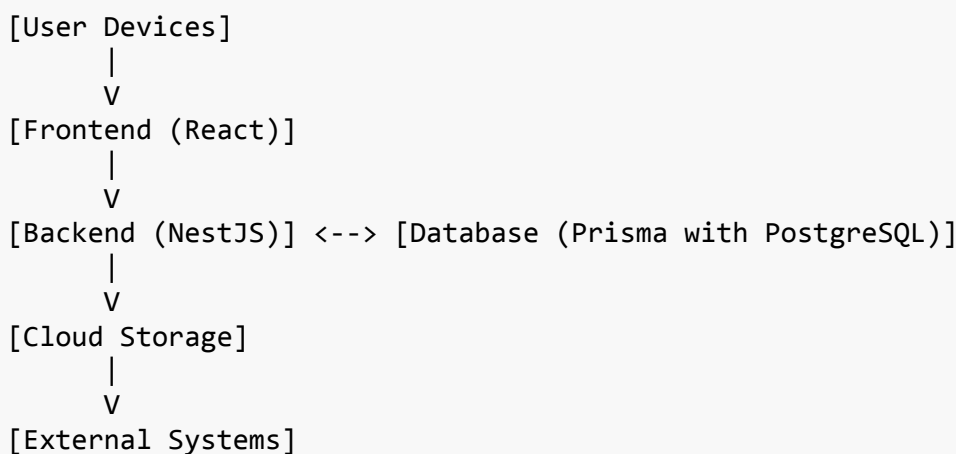 [User Devices]
|
V
[Frontend (React)]
|
V
[Backend (NestJS)] <--> [Database (Prisma with PostgreSQL)]
|
V
[Cloud Storage]
|
V
[External Systems]